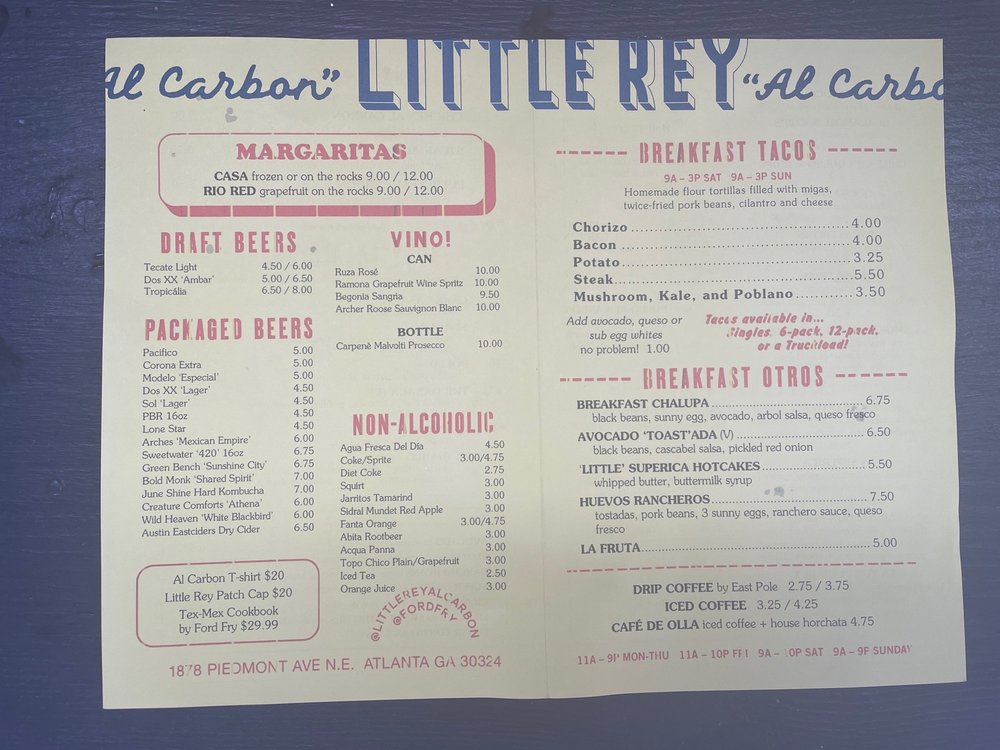 Al Carbon" LITTLE REY "Al Carbo
MARGARITAS
CASA frozen or on the rocks 9.00 / 12.00
RIO RED grapefruit on the rocks 9.00 / 12.00
DRAFT BEERS
Tecate Light 4.50 / 6.00
Dos XX 'Ambar' 5.00 / 6.50
Tropicália 6.50 / 8.00
PACKAGED BEERS
Pacifico 5.00
Corona Extra 5.00
Modelo 'Especial' 5.00
Dos XX 'Lager' 4.50
Sol 'Lager' 4.50
PBR 16oz 4.50
Lone Star 4.50
Arches 'Mexican Empire' 6.00
Sweetwater '420' 16oz 6.75
Green Bench 'Sunshine City' 6.75
Bold Monk 'Shared Spirit' 7.00
June Shine Hard Kombucha 7.00
Creature Comforts 'Athena' 6.00
Wild Heaven 'White Blackbird' 6.00
Austin Eastciders Dry Cider 6.50
Al Carbon T-shirt $20
Little Rey Patch Cap $20
Tex-Mex Cookbook
by Ford Fry $29.99
VINO!
CAN
Ruza Rosé 10.00
Ramona Grapefruit Wine Spritz 10.00
Begonia Sangria 9.50
Archer Roose Sauvignon Blanc 10.00
BOTTLE
Carpenè Malvolti Prosecco 10.00
NON-ALCOHOLIC
Agua Fresca Del Día 4.50
Coke/Sprite 3.00/4.75
Diet Coke 2.75
Squirt 3.00
Jarritos Tamarind 3.00
Sidral Mundet Red Apple 3.00
Fanta Orange 3.00/4.75
Abita Rootbeer 3.00
Acqua Panna 3.00
Topo Chico Plain/Grapefruit 3.00
Iced Tea 2.50
Orange Juice 3.00
@LITTLEREYALCARBON
@FORDFRY
1878 PIEDMONT AVE N.E. ATLANTA GA 30324
BREAKFAST TACOS
9A – 3P SAT 9A – 3P SUN
Homemade flour tortillas filled with migas,
twice-fried pork beans, cilantro and cheese
Chorizo 4.00
Bacon 4.00
Potato 3.25
Steak 5.50
Mushroom, Kale, and Poblano 3.50
Add avocado, queso or
sub egg whites
no problem! 1.00
Tacos available in...
Singles, 6-pack, 12-pack,
or a Truckload!
BREAKFAST OTROS
BREAKFAST CHALUPA 6.75
black beans, sunny egg, avocado, arbol salsa, queso fresco
AVOCADO 'TOAST'ADA (V) 6.50
black beans, cascabel salsa, pickled red onion
'LITTLE' SUPERICA HOTCAKES 5.50
whipped butter, buttermilk syrup
HUEVOS RANCHEROS 7.50
tostadas, pork beans, 3 sunny eggs, ranchero sauce, queso
fresco
LA FRUTA 5.00
DRIP COFFEE by East Pole 2.75 / 3.75
ICED COFFEE 3.25 / 4.25
CAFÉ DE OLLA iced coffee + house horchata 4.75
11A – 9P MON-THU 11A – 10P FRI 9A – 10P SAT 9A – 9P SUNDAY